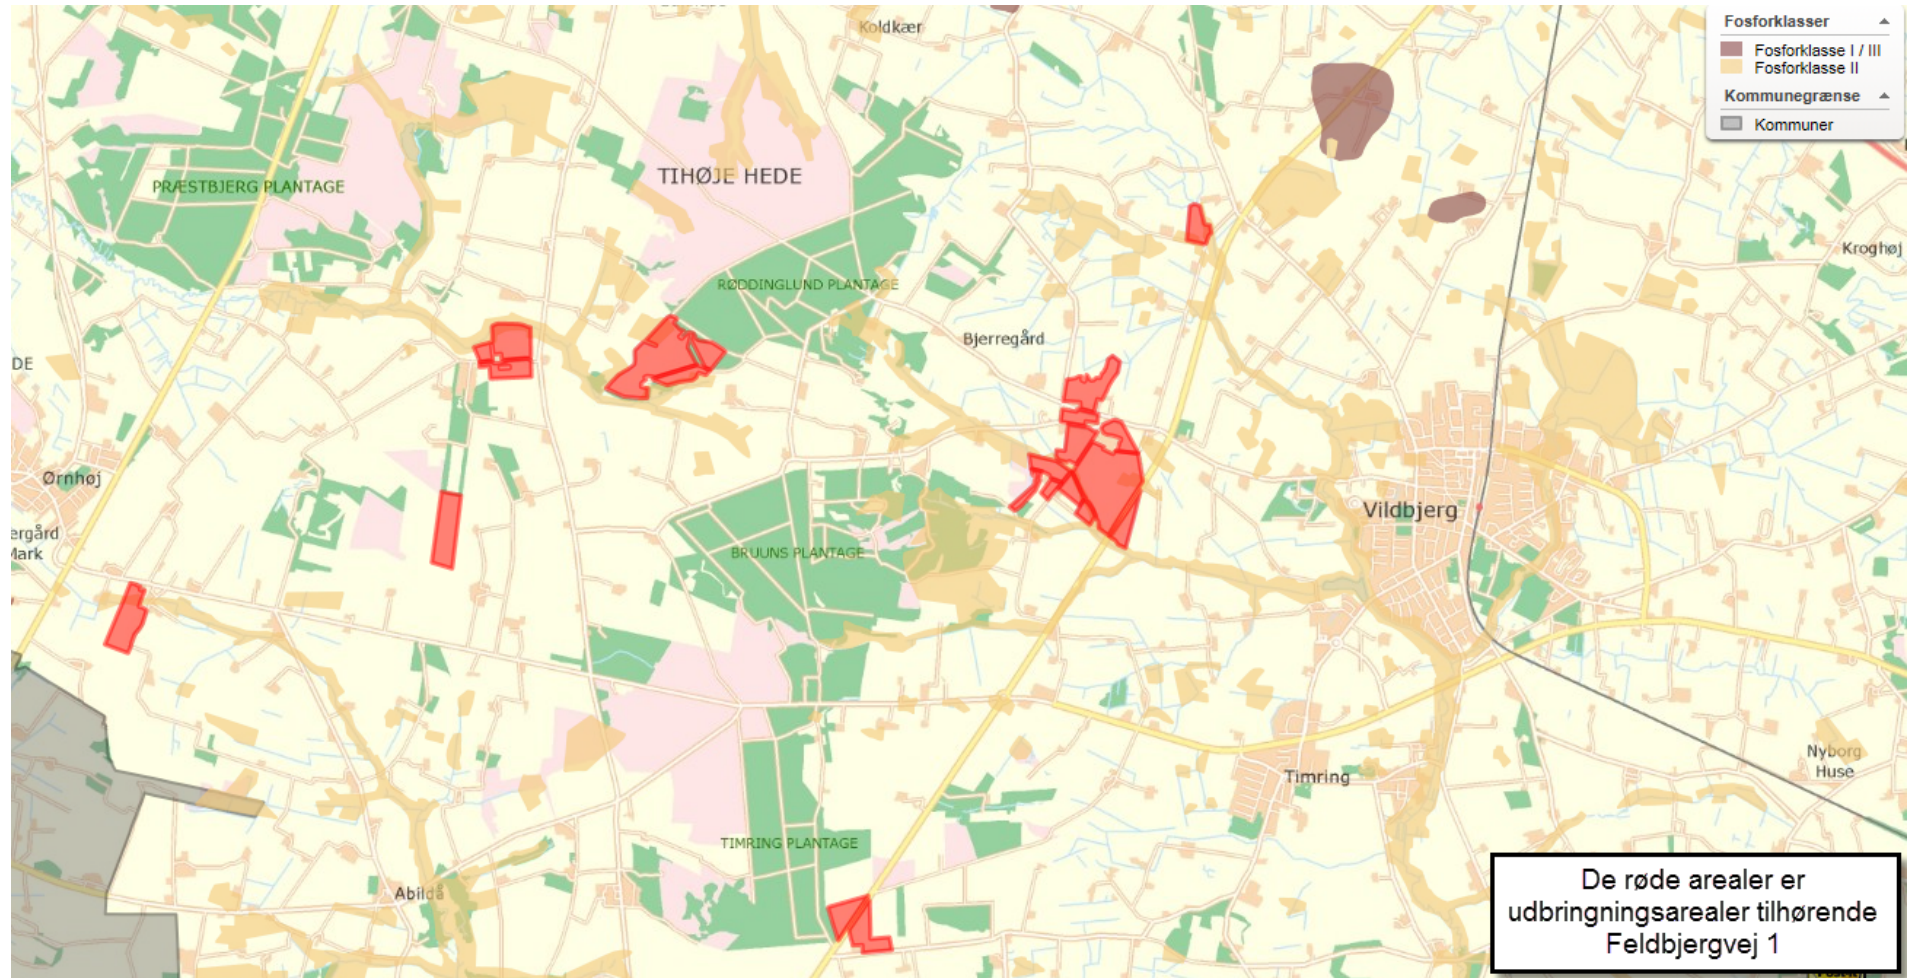 Koldkær
Fosforklasser
Fosforklasse I / III
Fosforklasse II
Kommunegrænse
Kommuner
PRÆSTBJERG PLANTAGE
TIHØJE HEDE
Kroghøj
RØDDINGLUND PLANTAGE
Bjerregård
DE
Ørnhøj
Vildbjerg
ergård
Mark
BRUUNS PLANTAGE
Nyborg
Huse
Timring
TIMRING PLANTAGE
Abildå
De røde arealer er
udbringningsarealer tilhørende
Feldbjergvej 1